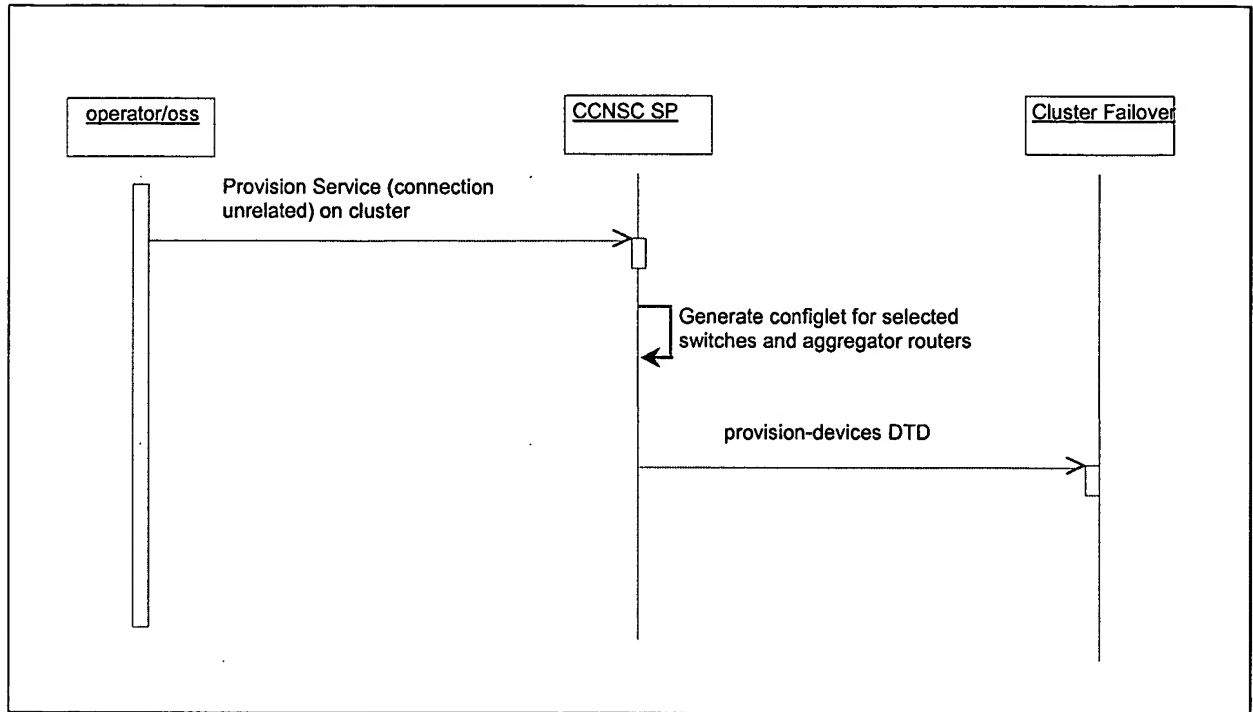 operator/oss
CCNSC SP
Cluster Failover
Provision Service (connection
unrelated) on cluster
Generate configlet for selected
switches and aggregator routers
provision-devices DTD